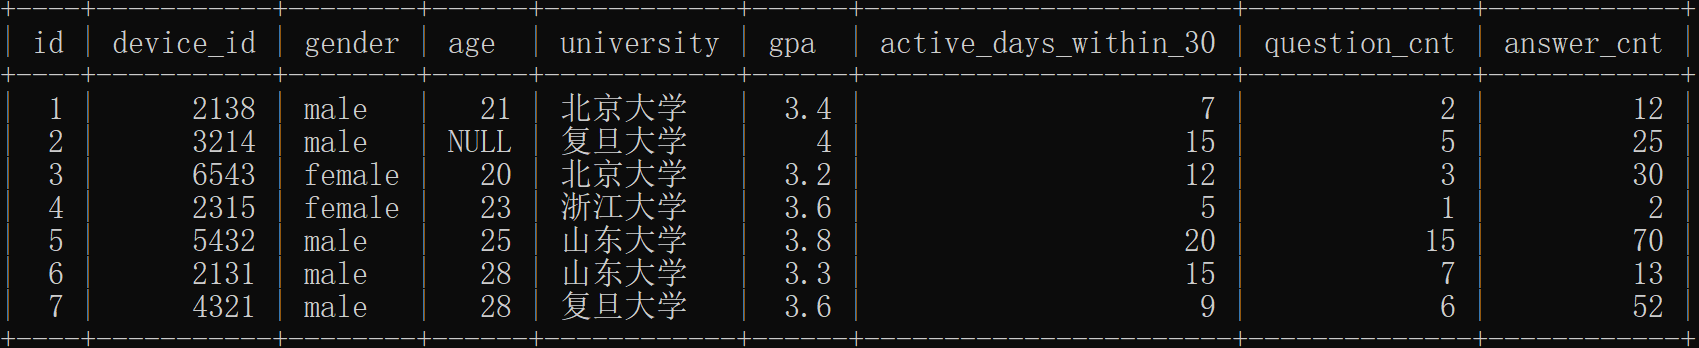 +----+-----------+--------+------+------------+------+-----------------------+--------------+------------+
| id | device_id | gender | age  | university | gpa  | active_days_within_30 | question_cnt | answer_cnt |
+----+-----------+--------+------+------------+------+-----------------------+--------------+------------+
|  1 |      2138 | male   |   21 | 北京大学   |  3.4 |                     7 |            2 |         12 |
|  2 |      3214 | male   | NULL | 复旦大学   |    4 |                    15 |            5 |         25 |
|  3 |      6543 | female |   20 | 北京大学   |  3.2 |                    12 |            3 |         30 |
|  4 |      2315 | female |   23 | 浙江大学   |  3.6 |                     5 |            1 |          2 |
|  5 |      5432 | male   |   25 | 山东大学   |  3.8 |                    20 |           15 |         70 |
|  6 |      2131 | male   |   28 | 山东大学   |  3.3 |                    15 |            7 |         13 |
|  7 |      4321 | male   |   28 | 复旦大学   |  3.6 |                     9 |            6 |         52 |
+----+-----------+--------+------+------------+------+-----------------------+--------------+------------+